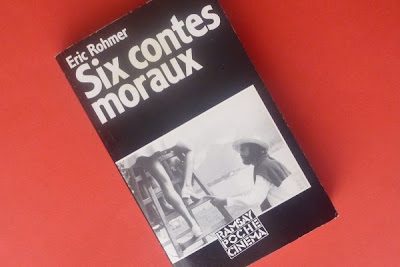 Eric Rohmer
Six contes
moraux
RAMSAY
POCHE
CINEMA